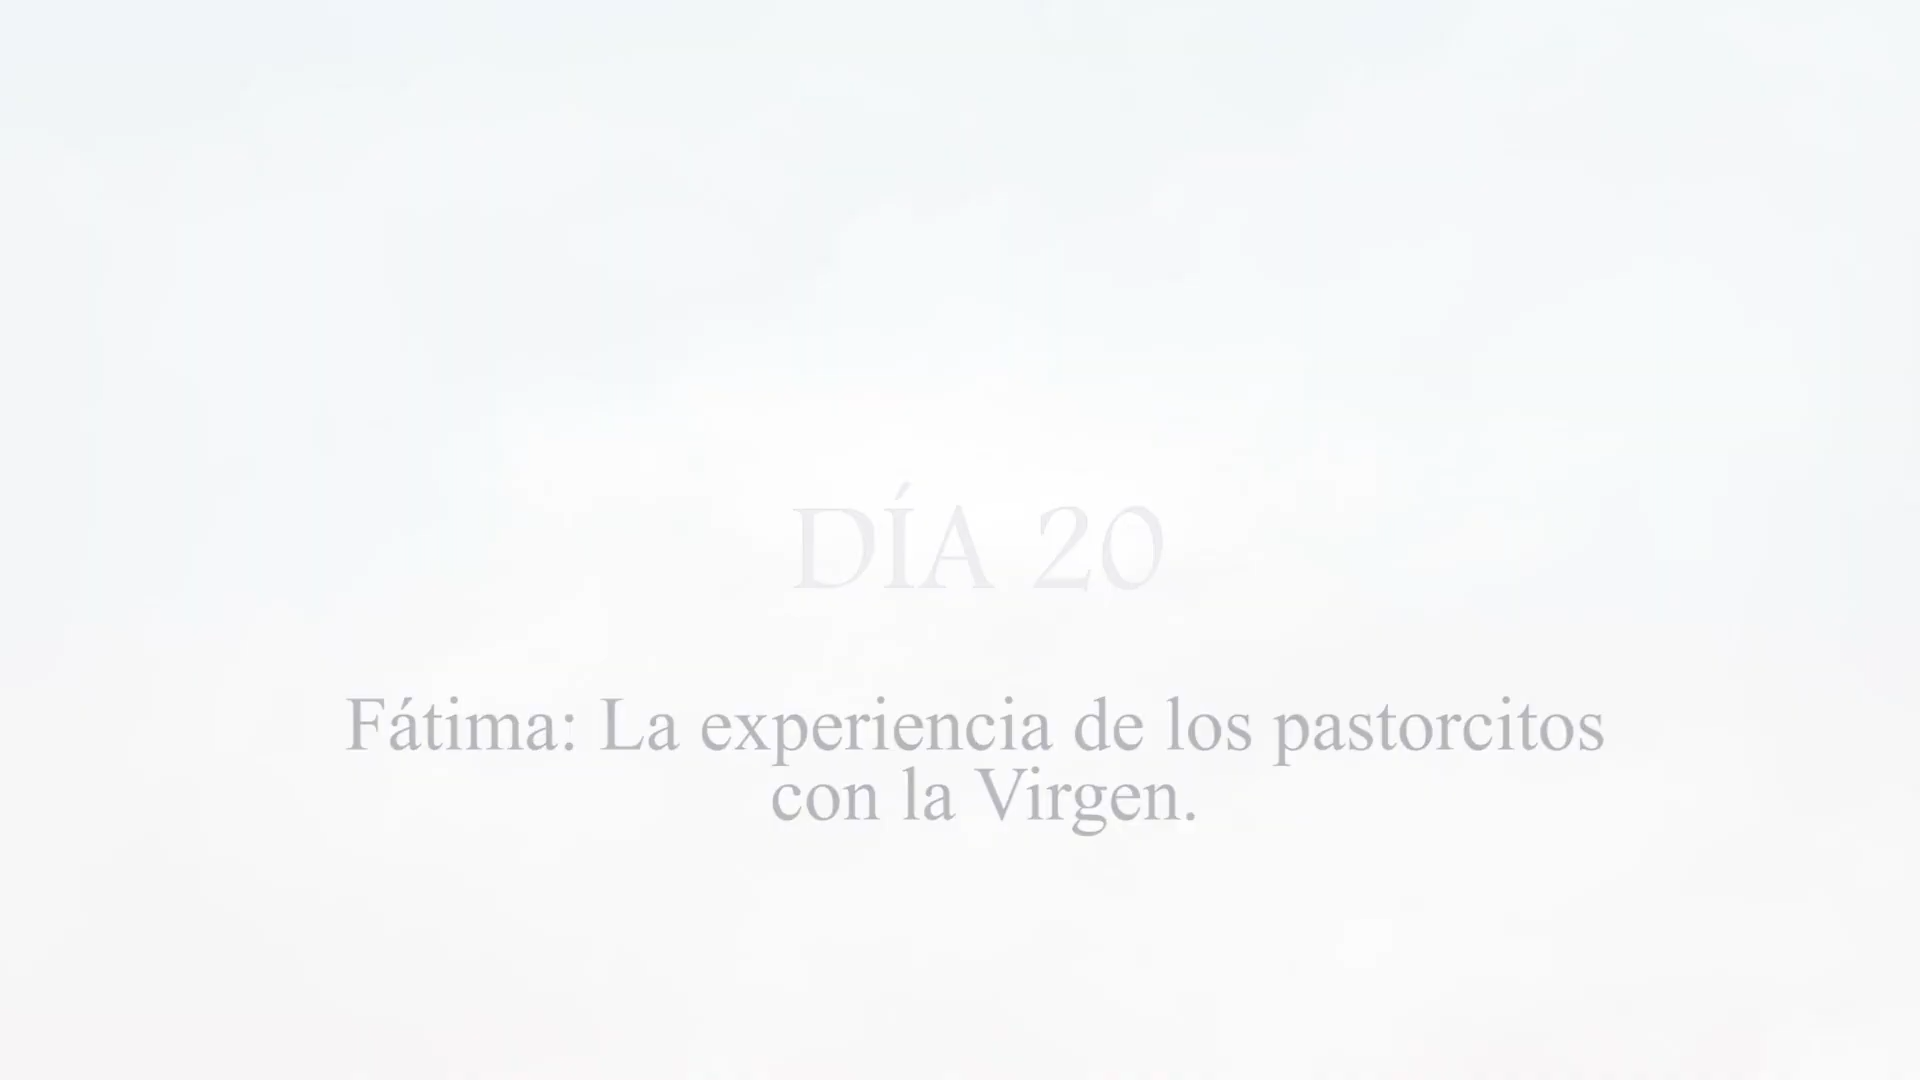 DÍA 20
Fátima: La experiencia de los pastorcitos
con la Virgen.